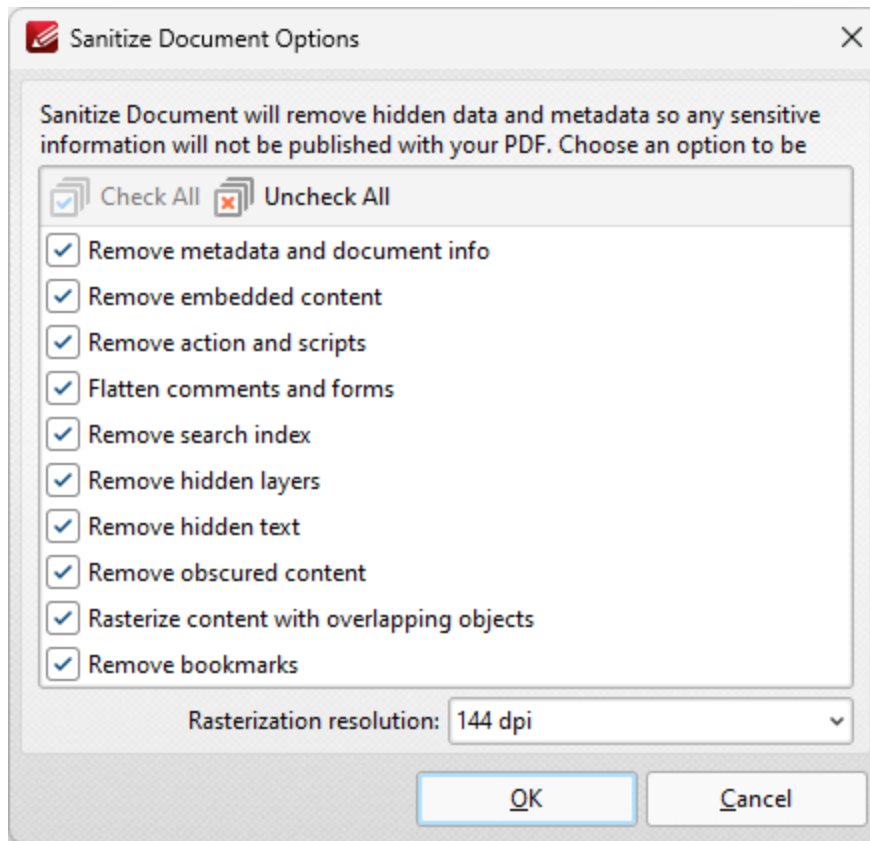 Sanitize Document Options
Sanitize Document will remove hidden data and metadata so any sensitive
information will not be published with your PDF. Choose an option to be
Check All Uncheck All
Remove metadata and document info
Remove embedded content
Remove action and scripts
Flatten comments and forms
Remove search index
Remove hidden layers
Remove hidden text
Remove obscured content
Rasterize content with overlapping objects
Remove bookmarks
Rasterization resolution: 144 dpi
OK Cancel